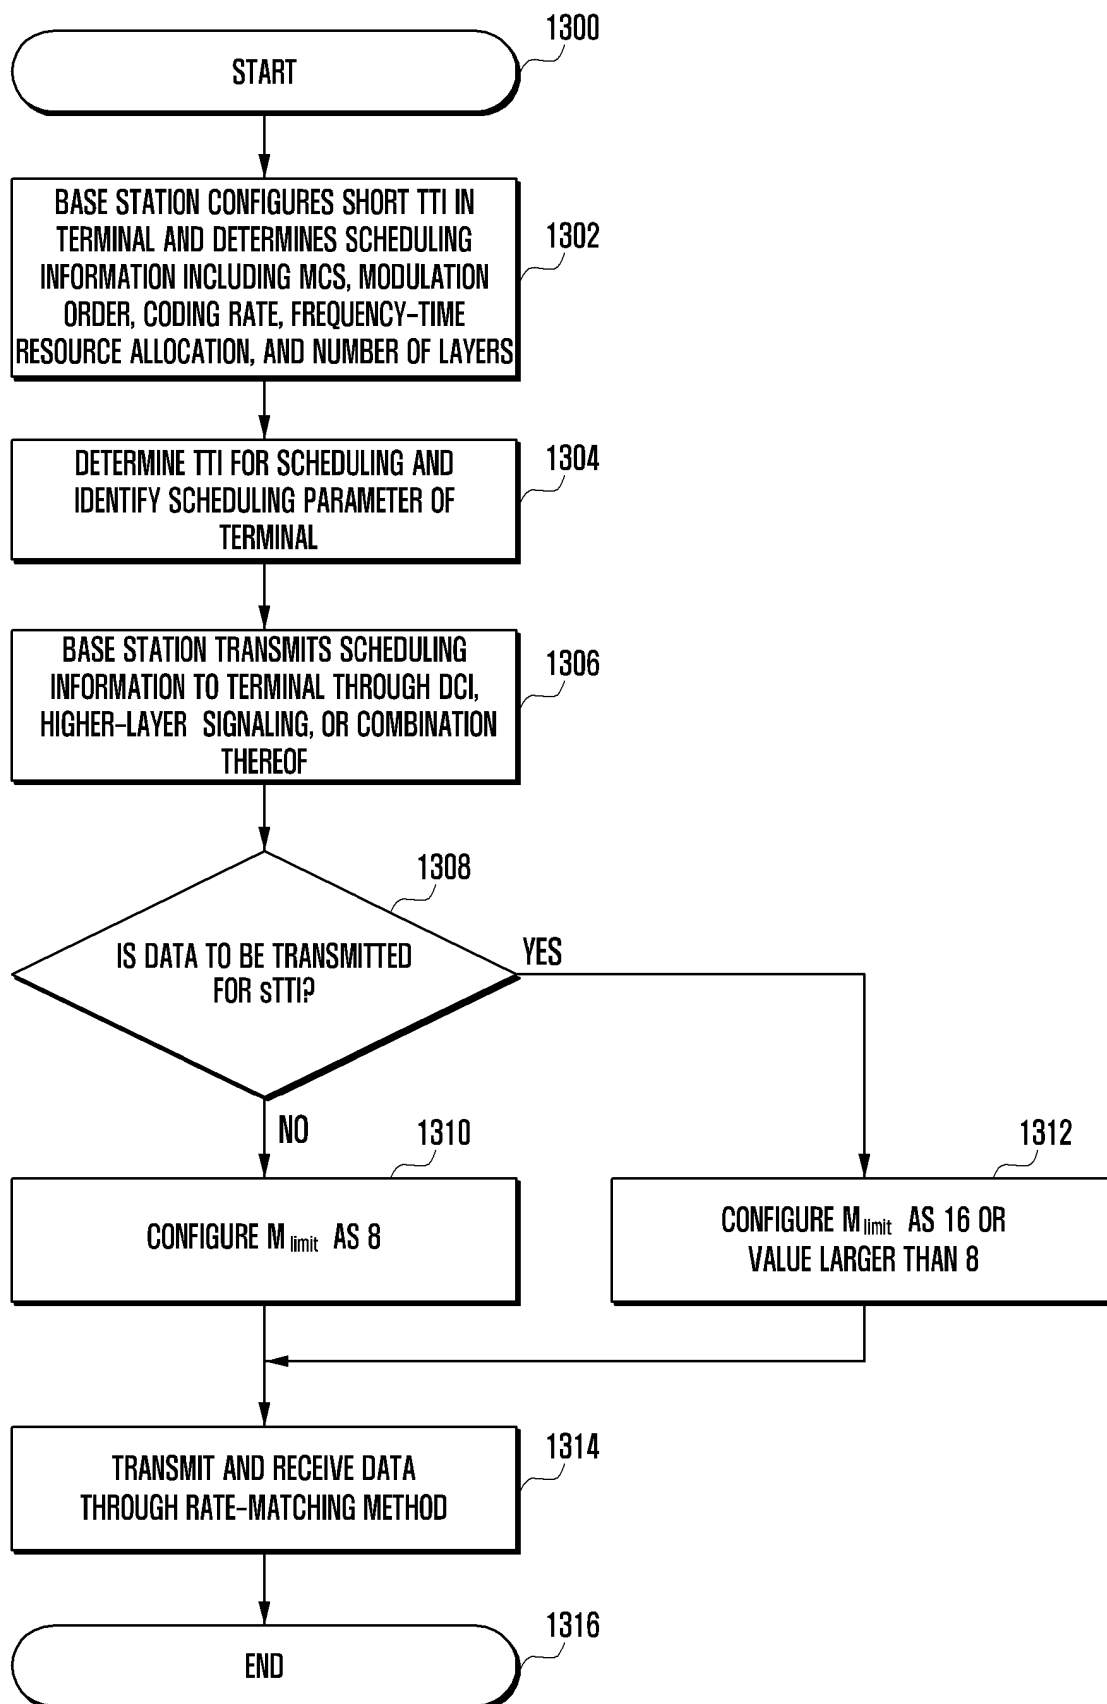 1300
START
BASE STATION CONFIGURES SHORT TTI IN
TERMINAL AND DETERMINES SCHEDULING
INFORMATION INCLUDING MCS, MODULATION
ORDER, CODING RATE, FREQUENCY-TIME
RESOURCE ALLOCATION, AND NUMBER OF LAYERS
1302
DETERMINE TTI FOR SCHEDULING AND
IDENTIFY SCHEDULING PARAMETER OF
TERMINAL
1304
BASE STATION TRANSMITS SCHEDULING
INFORMATION TO TERMINAL THROUGH DCI,
HIGHER-LAYER SIGNALING, OR COMBINATION
THEREOF
1306
1308
IS DATA TO BE TRANSMITTED
FOR sTTI?
YES
NO
1310
CONFIGURE M limit AS 8
1312
CONFIGURE M limit AS 16 OR
VALUE LARGER THAN 8
TRANSMIT AND RECEIVE DATA
THROUGH RATE-MATCHING METHOD
1314
END
1316